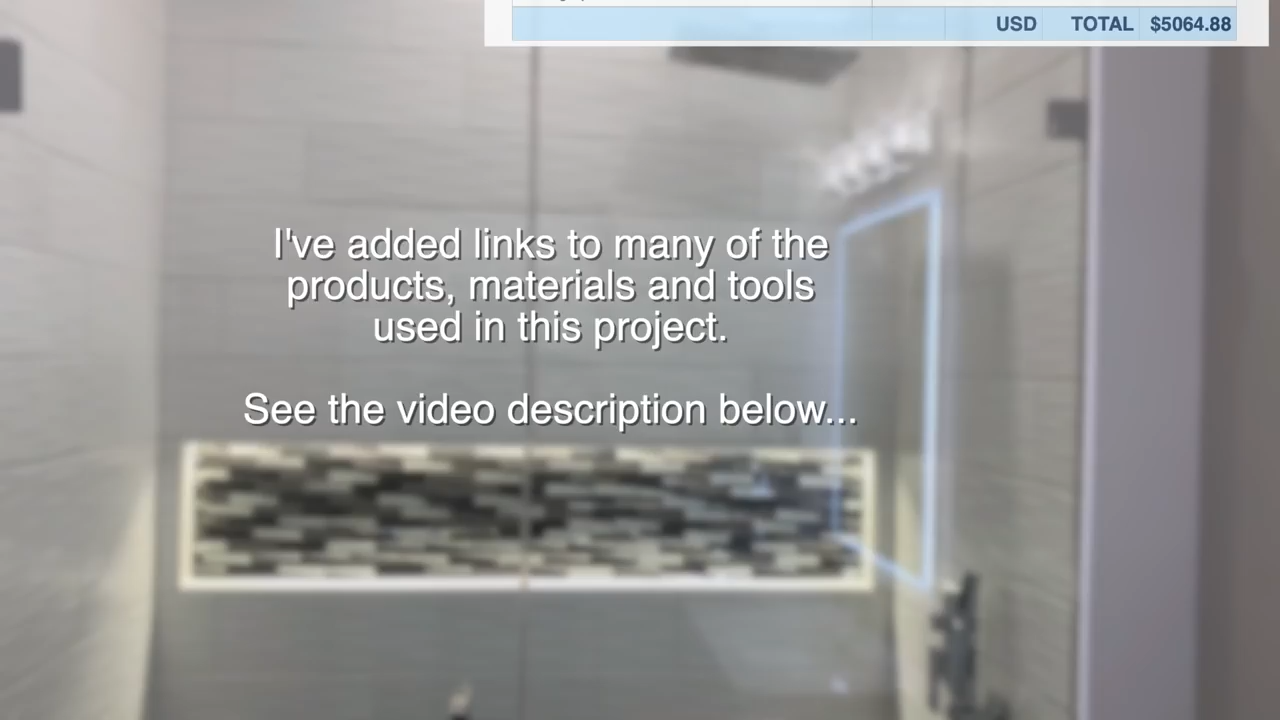 USD TOTAL $5064.88
I've added links to many of the
products, materials and tools
used in this project.
See the video description below...